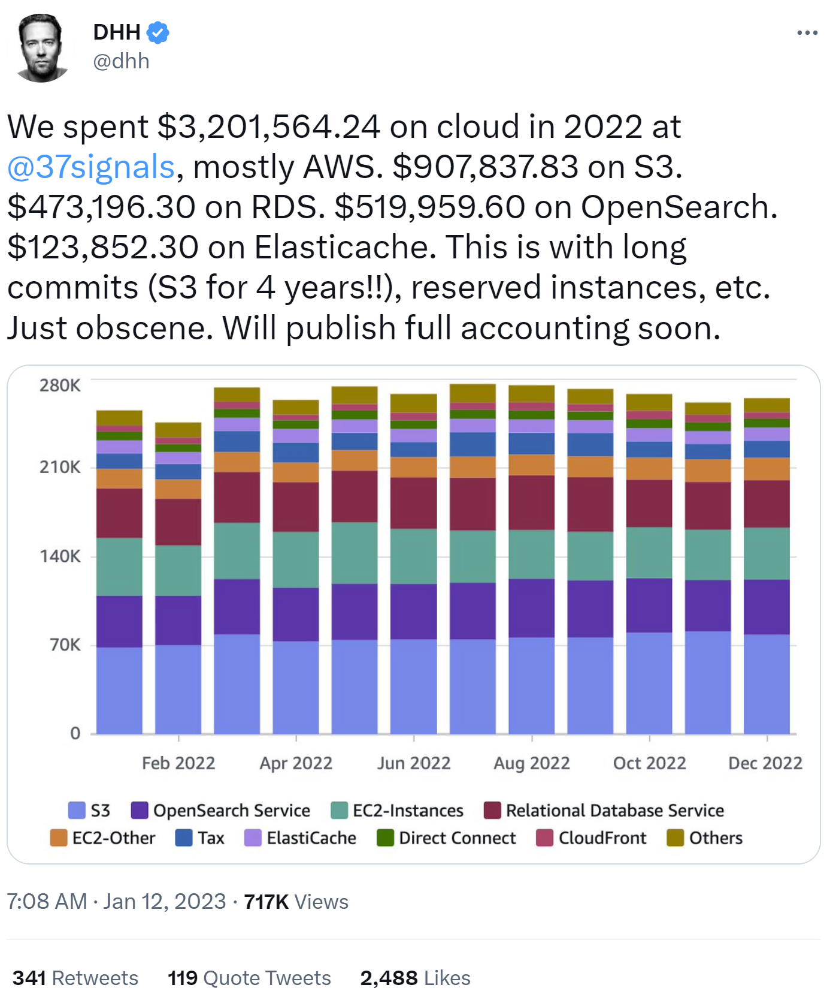 DHH
@dhh
We spent $3,201,564.24 on cloud in 2022 at
@37signals, mostly AWS. $907,837.83 on S3.
$473,196.30 on RDS. $519,959.60 on OpenSearch.
$123,852.30 on Elasticache. This is with long
commits (S3 for 4 years!!), reserved instances, etc.
Just obscene. Will publish full accounting soon.
280K
210K
140K
70K
0
Feb 2022 Apr 2022 Jun 2022 Aug 2022 Oct 2022 Dec 2022
S3 OpenSearch Service EC2-Instances Relational Database Service
EC2-Other Tax ElastiCache Direct Connect CloudFront Others
7:08 AM · Jan 12, 2023 · 717K Views
341 Retweets 119 Quote Tweets 2,488 Likes